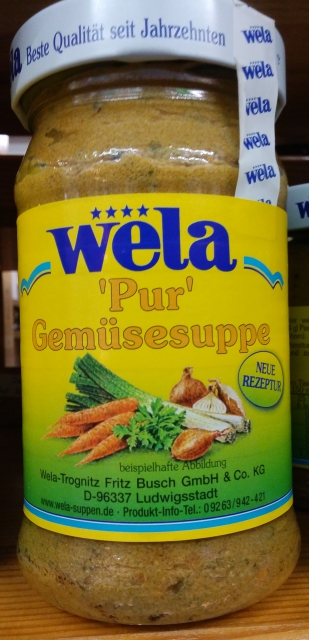 Beste Qualität seit Jahrzehnten
wela
wela
wela
wela
wela
wela
'Pur'
Gemüsesuppe
NEUE
REZEPTUR
beispielhafte Abbildung
Wela-Trognitz Fritz Busch GmbH & Co. KG
D-96337 Ludwigsstadt
www.wela-suppen.de · Produkt-Info-Tel.: 09263/942-421